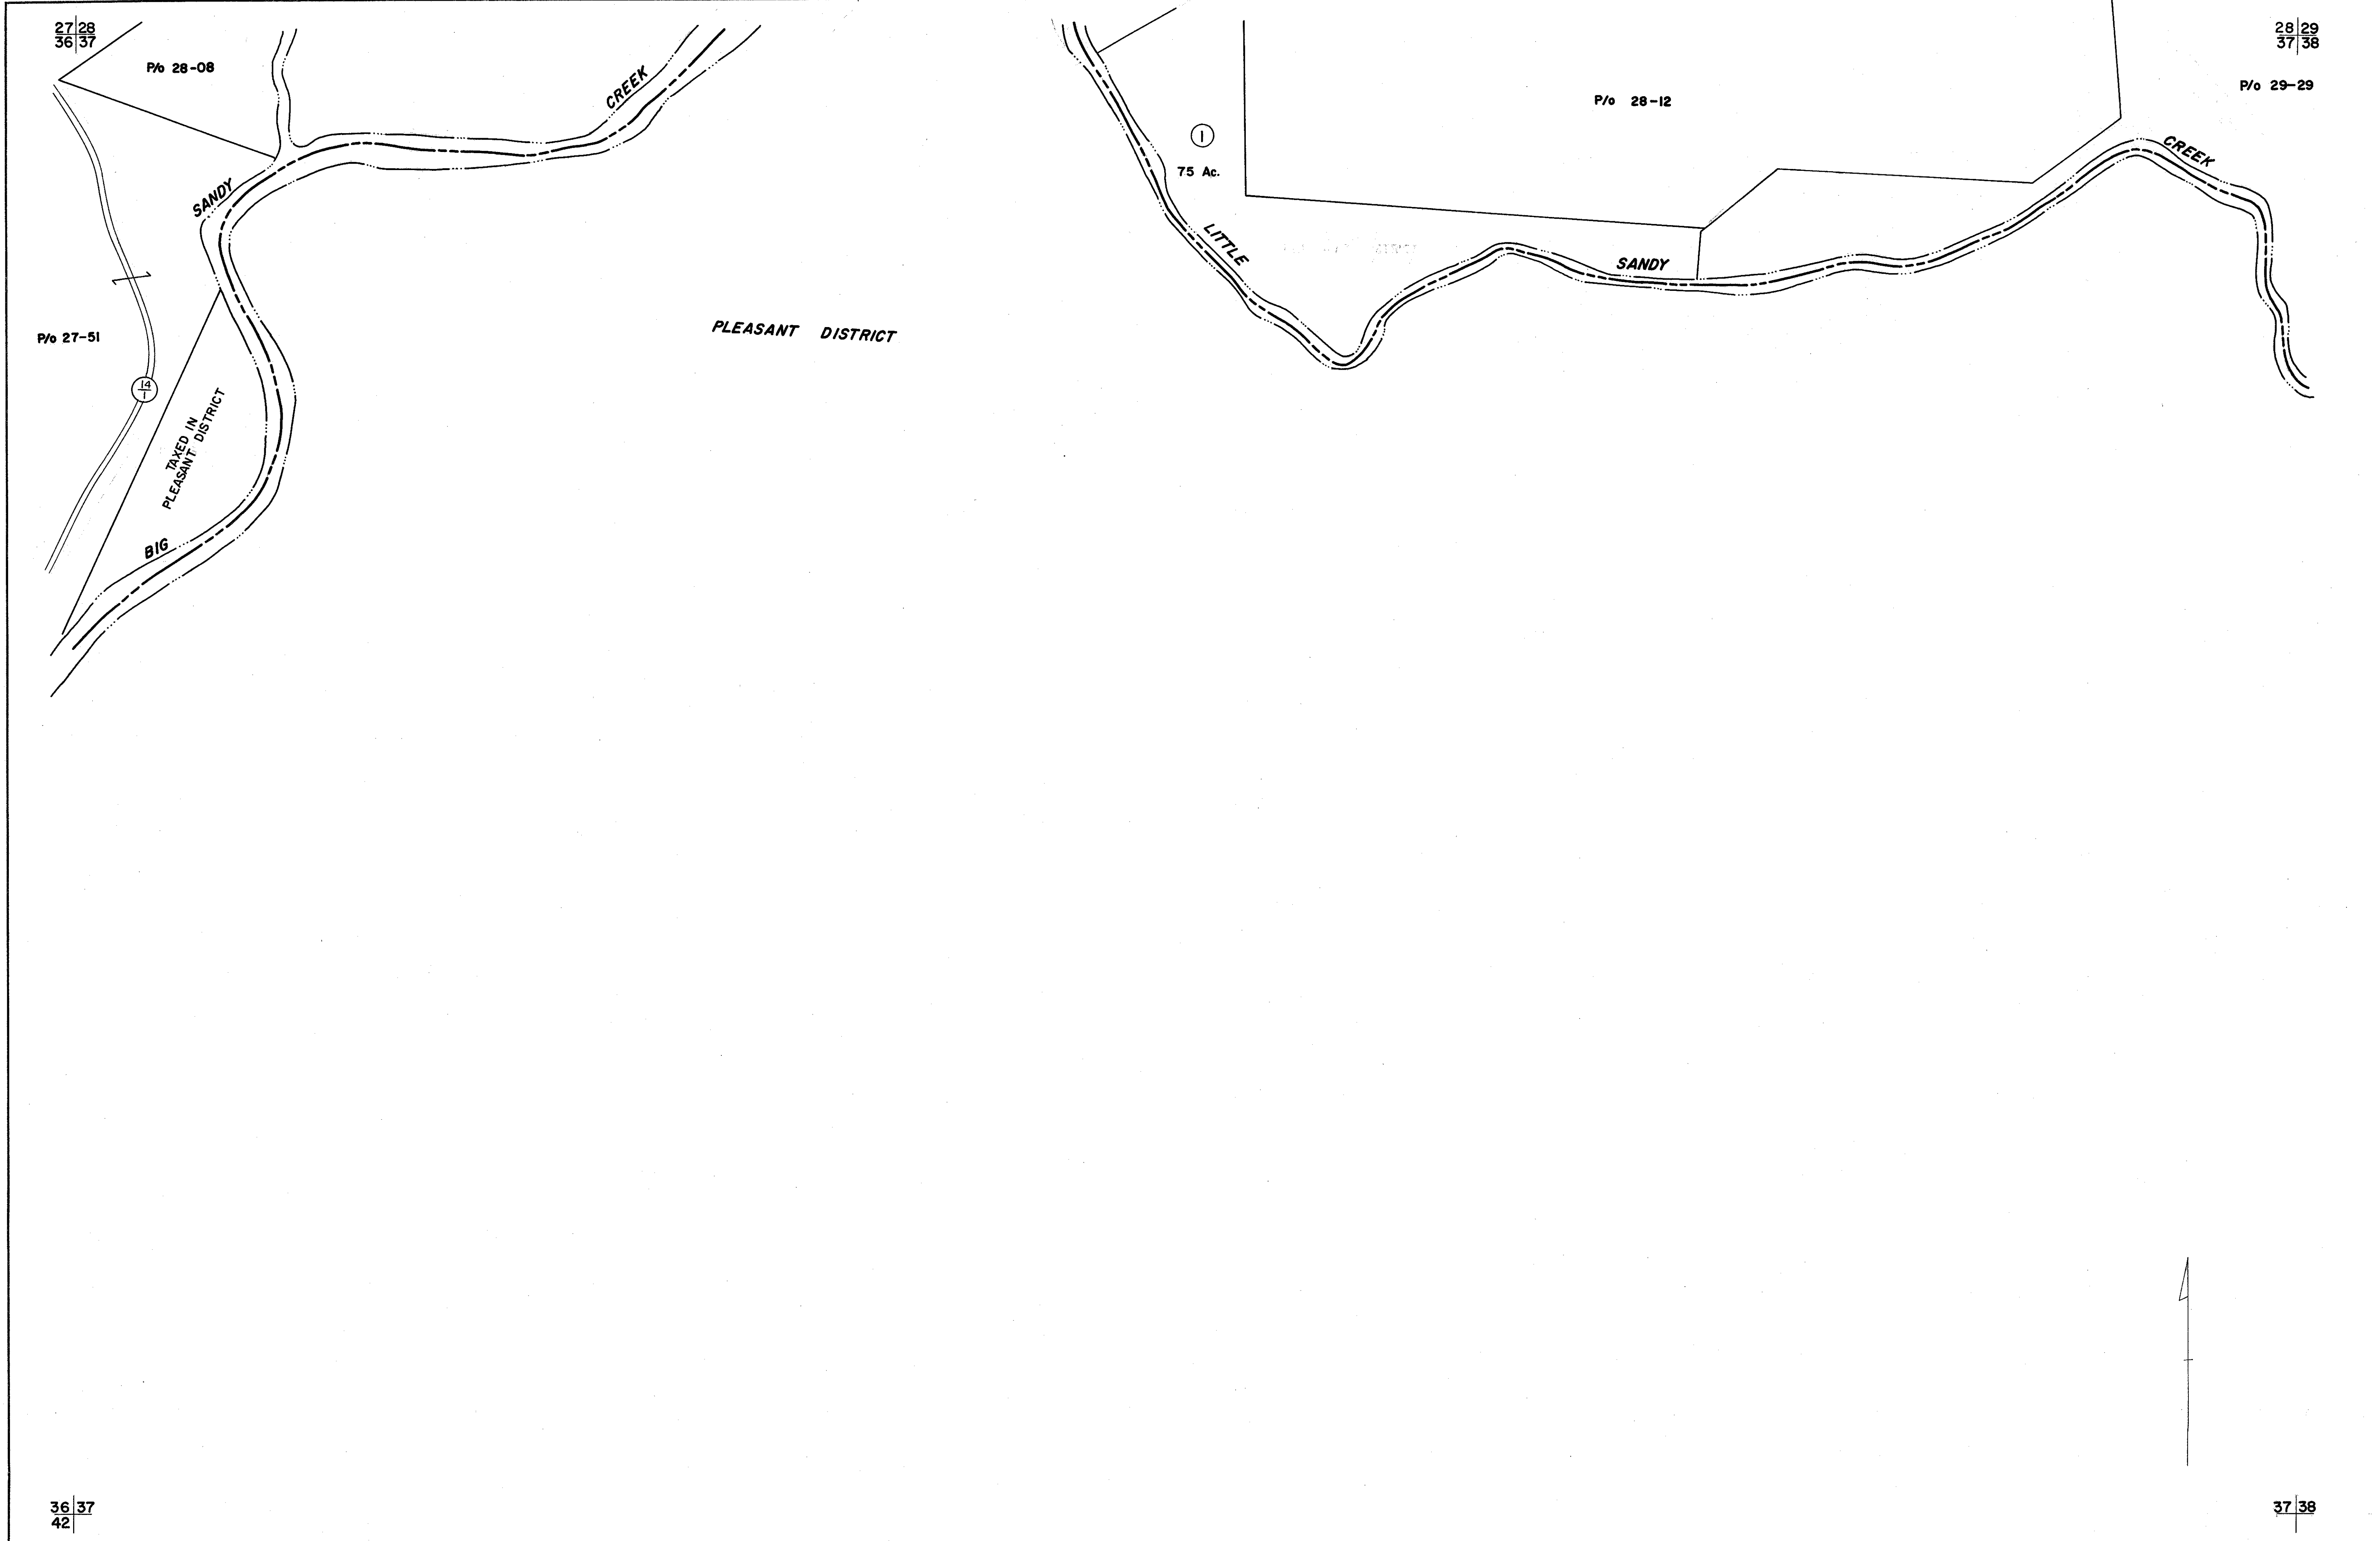 27 28
36 37
P/o 28-08
CREEK
SANDY
P/o 27-51
14
1
TAXED IN
PLEASANT DISTRICT
BIG
PLEASANT DISTRICT
1
75 Ac.
LITTLE
SANDY
CREEK
P/o 28-12
28 29
37 38
P/o 29-29
36 37
42
37 38